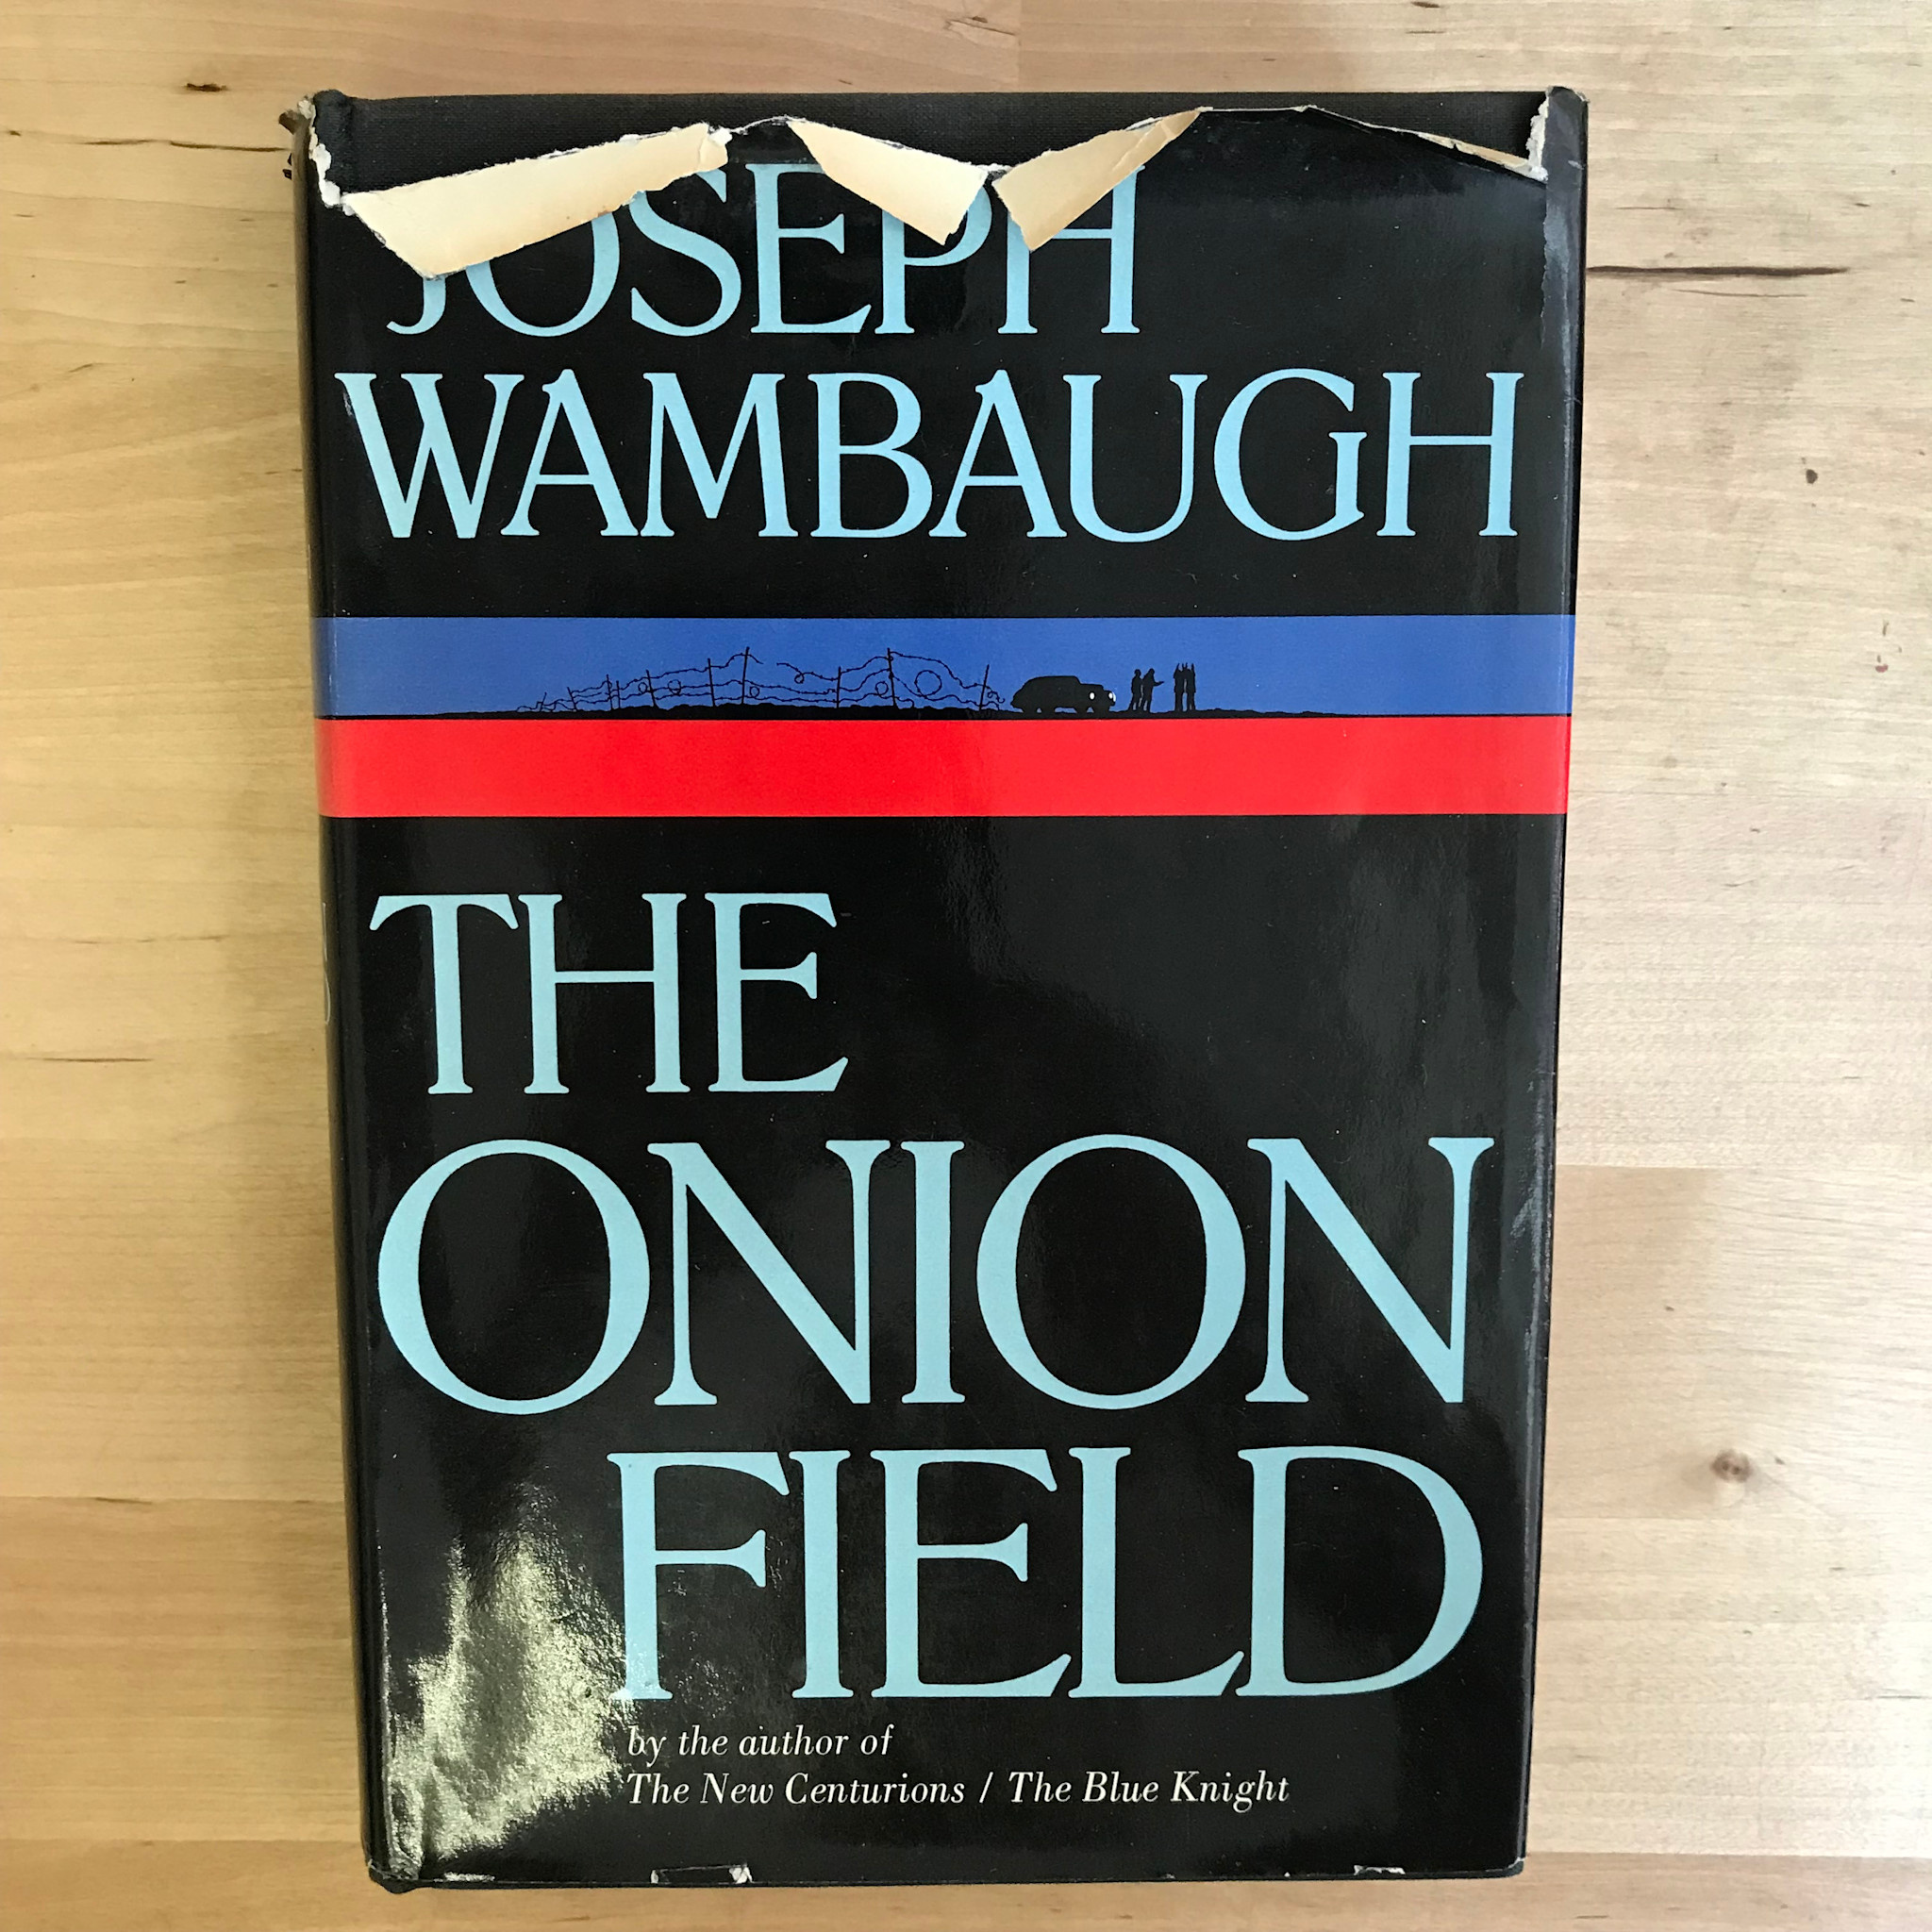 JOSEPH
WAMBAUGH
THE
ONION
FIELD
by the author of
The New Centurions / The Blue Knight